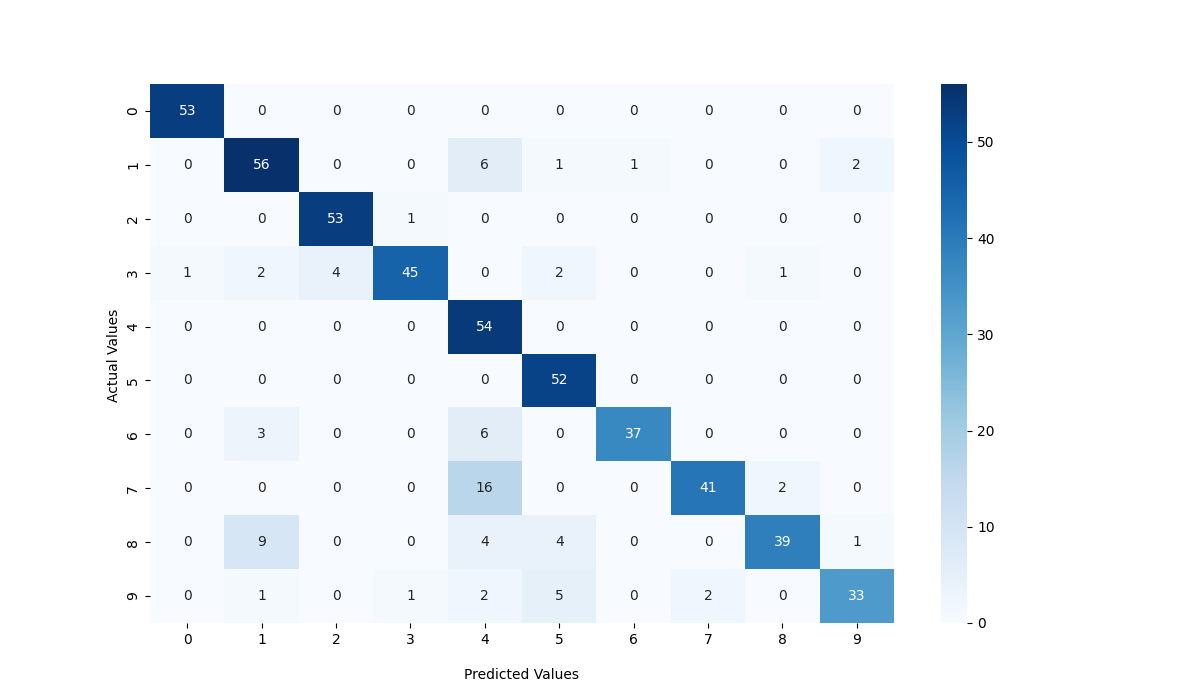 0 53 0 0 0 0 0 0 0 0 0
1 0 56 0 0 6 1 1 0 0 2
2 0 0 53 1 0 0 0 0 0 0
3 1 2 4 45 0 2 0 0 1 0
4 0 0 0 0 54 0 0 0 0 0
5 0 0 0 0 0 52 0 0 0 0
6 0 3 0 0 6 0 37 0 0 0
7 0 0 0 0 16 0 0 41 2 0
8 0 9 0 0 4 4 0 0 39 1
9 0 1 0 1 2 5 0 2 0 33
0 1 2 3 4 5 6 7 8 9
Actual Values
Predicted Values
50
40
30
20
10
0